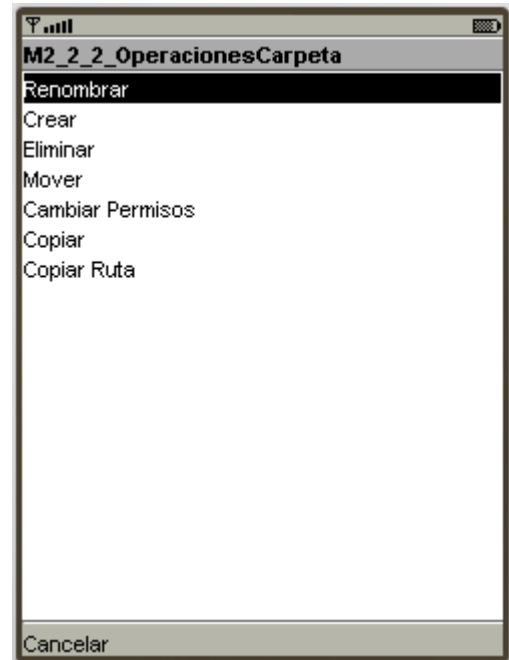 M2_2_2_OperacionesCarpeta
Renombrar
Crear
Eliminar
Mover
Cambiar Permisos
Copiar
Copiar Ruta
Cancelar